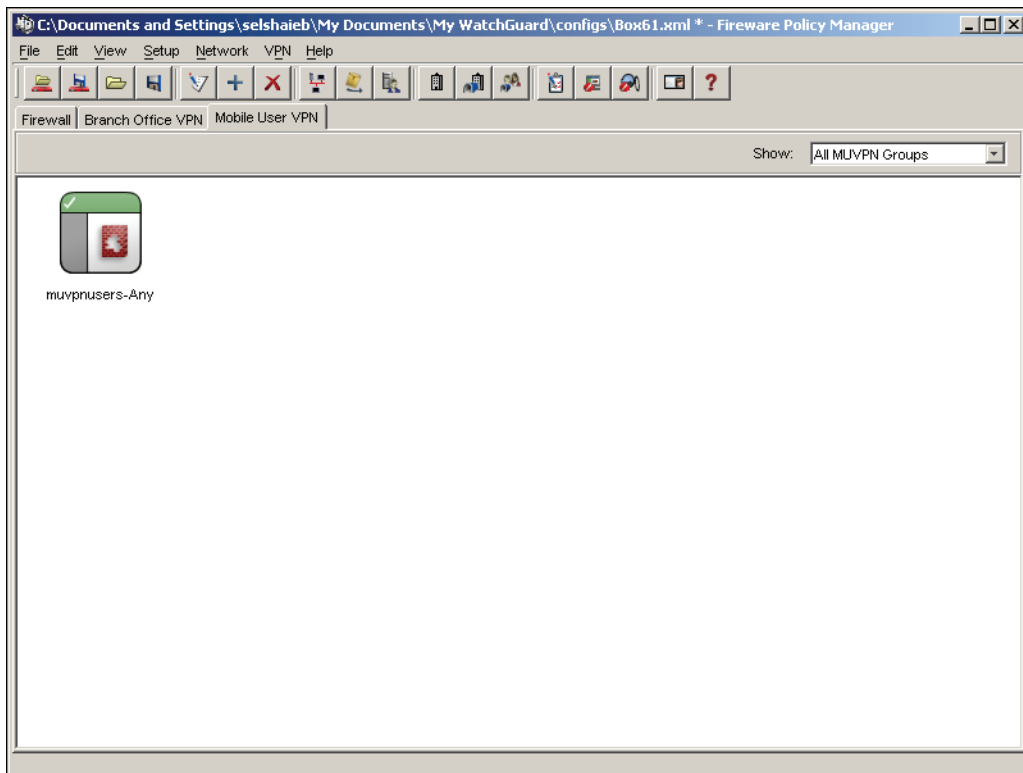 C:\Documents and Settings\selshaieb\My Documents\My WatchGuard\configs\Box61.xml * - Fireware Policy Manager
File Edit View Setup Network VPN Help
?
Firewall Branch Office VPN Mobile User VPN
Show: All MUVPN Groups
muvpnusers-Any